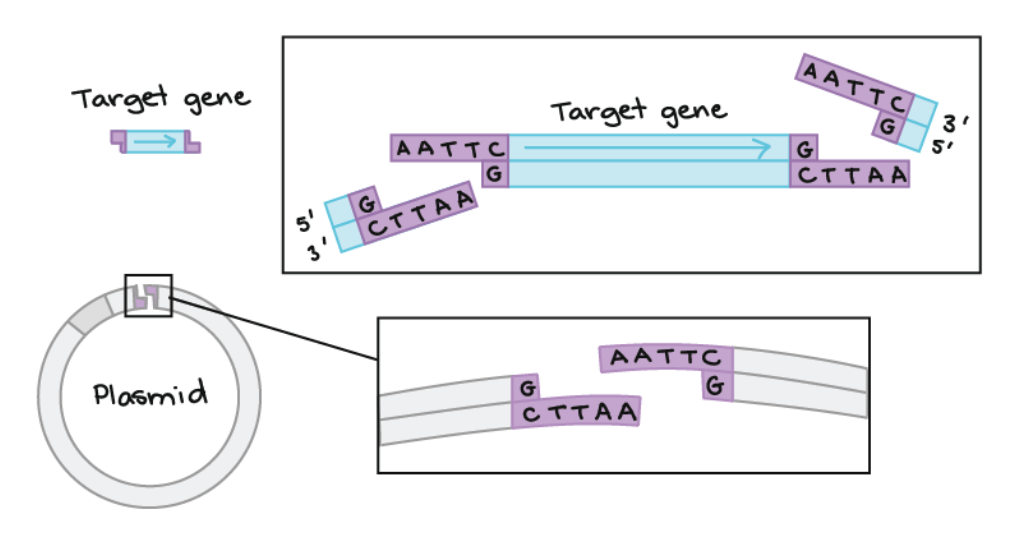 Target gene
Target gene
AATTC
G
3'
5'
AATTC G
G CTTAA
5'
3'
G
CTTAA
Plasmid
AATTC
G
G
CTTAA